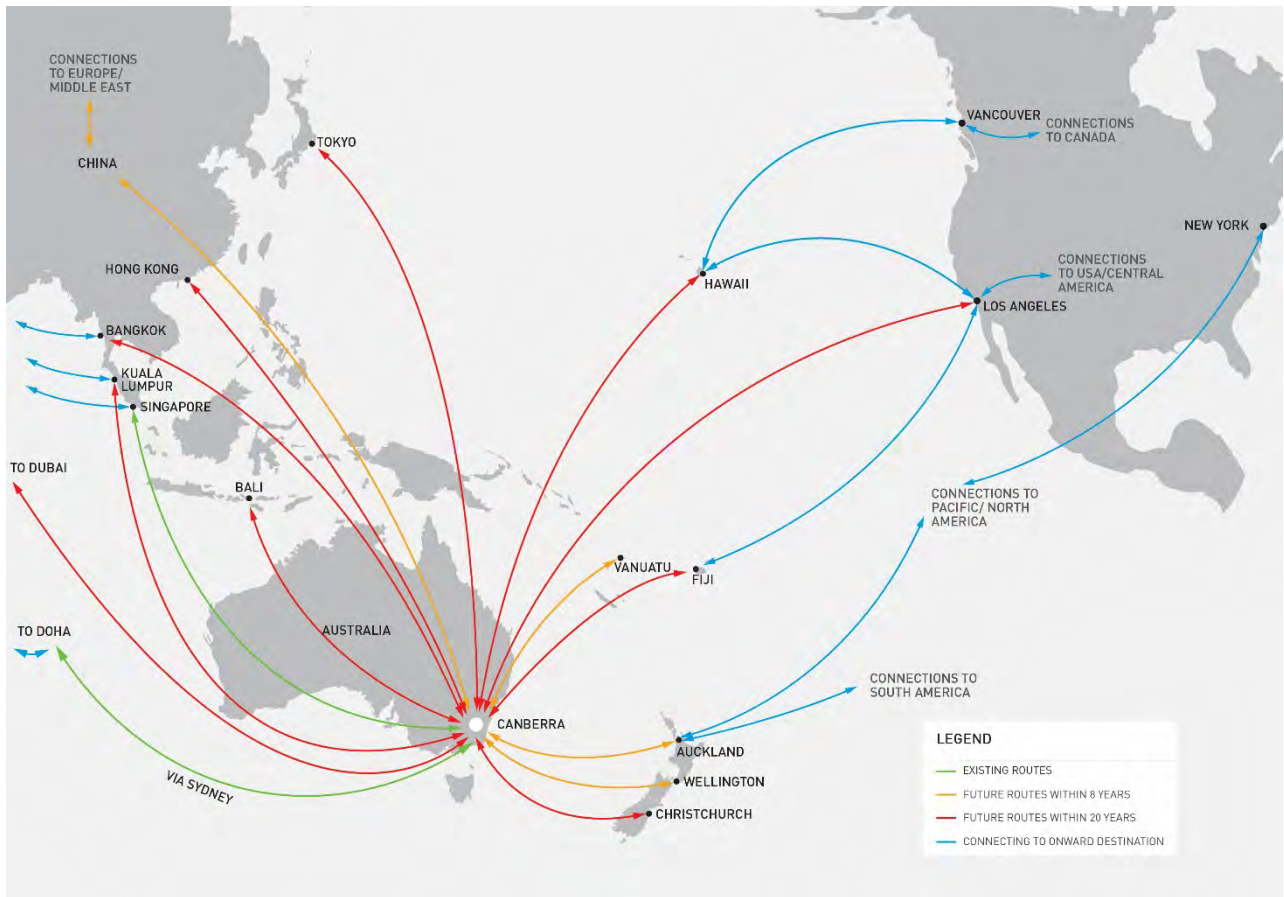 CONNECTIONS
TO EUROPE/
MIDDLE EAST
CHINA
TOKYO
HONG KONG
BANGKOK
KUALA
LUMPUR
SINGAPORE
TO DUBAI
BALI
TO DOHA
AUSTRALIA
VIA SYDNEY
CANBERRA
VANUATU
FIJI
AUCKLAND
WELLINGTON
CHRISTCHURCH
HAWAII
VANCOUVER
CONNECTIONS
TO CANADA
NEW YORK
CONNECTIONS
TO USA/CENTRAL
AMERICA
LOS ANGELES
CONNECTIONS TO
PACIFIC/ NORTH
AMERICA
CONNECTIONS TO
SOUTH AMERICA
LEGEND
EXISTING ROUTES
FUTURE ROUTES WITHIN 8 YEARS
FUTURE ROUTES WITHIN 20 YEARS
CONNECTING TO ONWARD DESTINATION